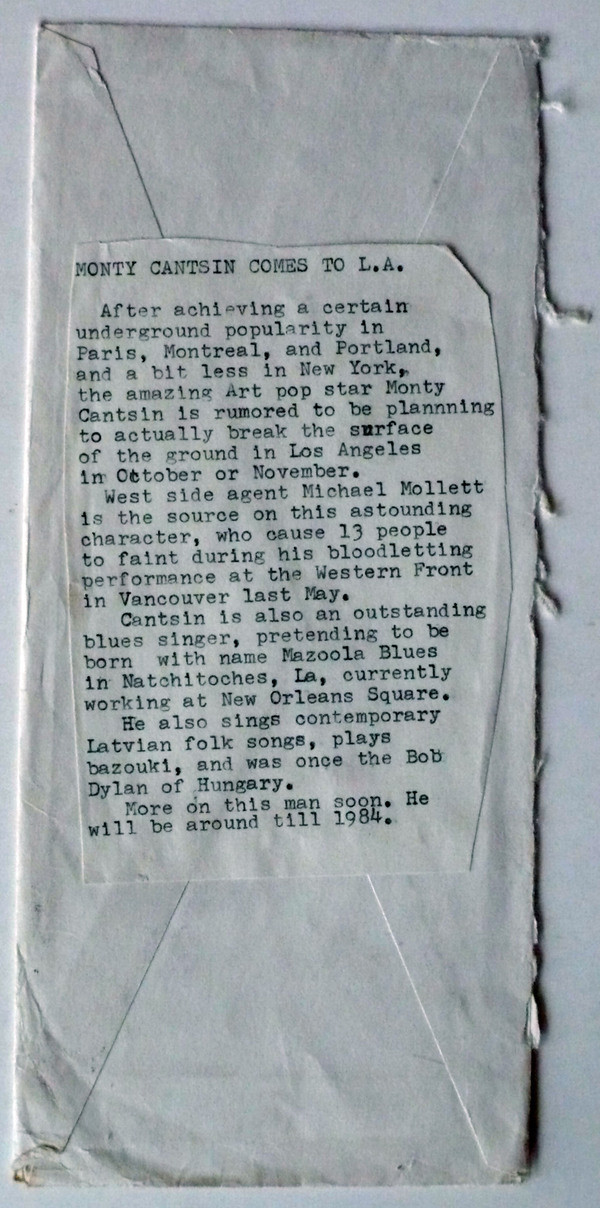 MONTY CANTSIN COMES TO L.A.
After achieving a certain
underground popularity in
Paris, Montreal, and Portland,
and a bit less in New York,
the amazing Art pop star Monty
Cantsin is rumored to be plannning
to actually break the surface
of the ground in Los Angeles
in October or November.
West side agent Michael Mollett
is the source on this astounding
character, who cause 13 people
to faint during his bloodletting
performance at the Western Front
in Vancouver last May.
Cantsin is also an outstanding
blues singer, pretending to be
born with name Mazoola Blues
in Natchitoches, La, currently
working at New Orleans Square.
He also sings contemporary
Latvian folk songs, plays
bazouki, and was once the Bob
Dylan of Hungary.
More on this man soon. He
will be around till 1984.